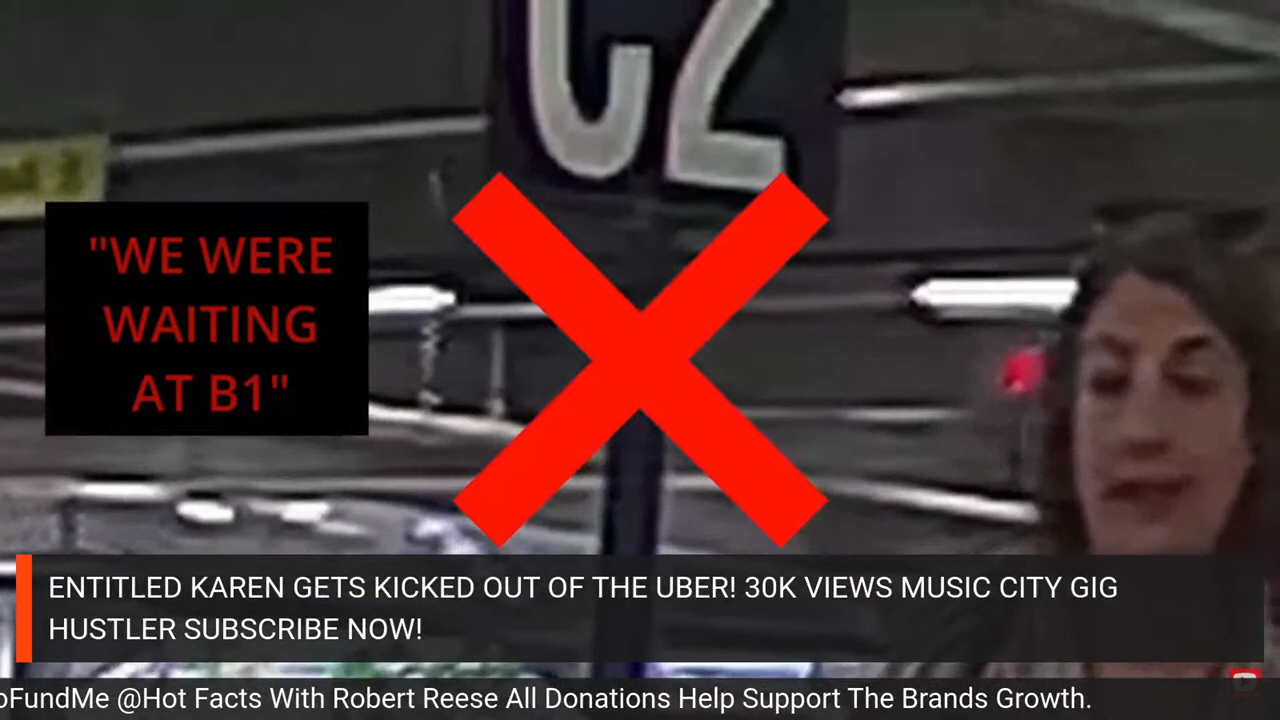 C2
"WE WERE
WAITING
AT B1"
ENTITLED KAREN GETS KICKED OUT OF THE UBER! 30K VIEWS MUSIC CITY GIG
HUSTLER SUBSCRIBE NOW!
oFundMe @Hot Facts With Robert Reese All Donations Help Support The Brands Growth.